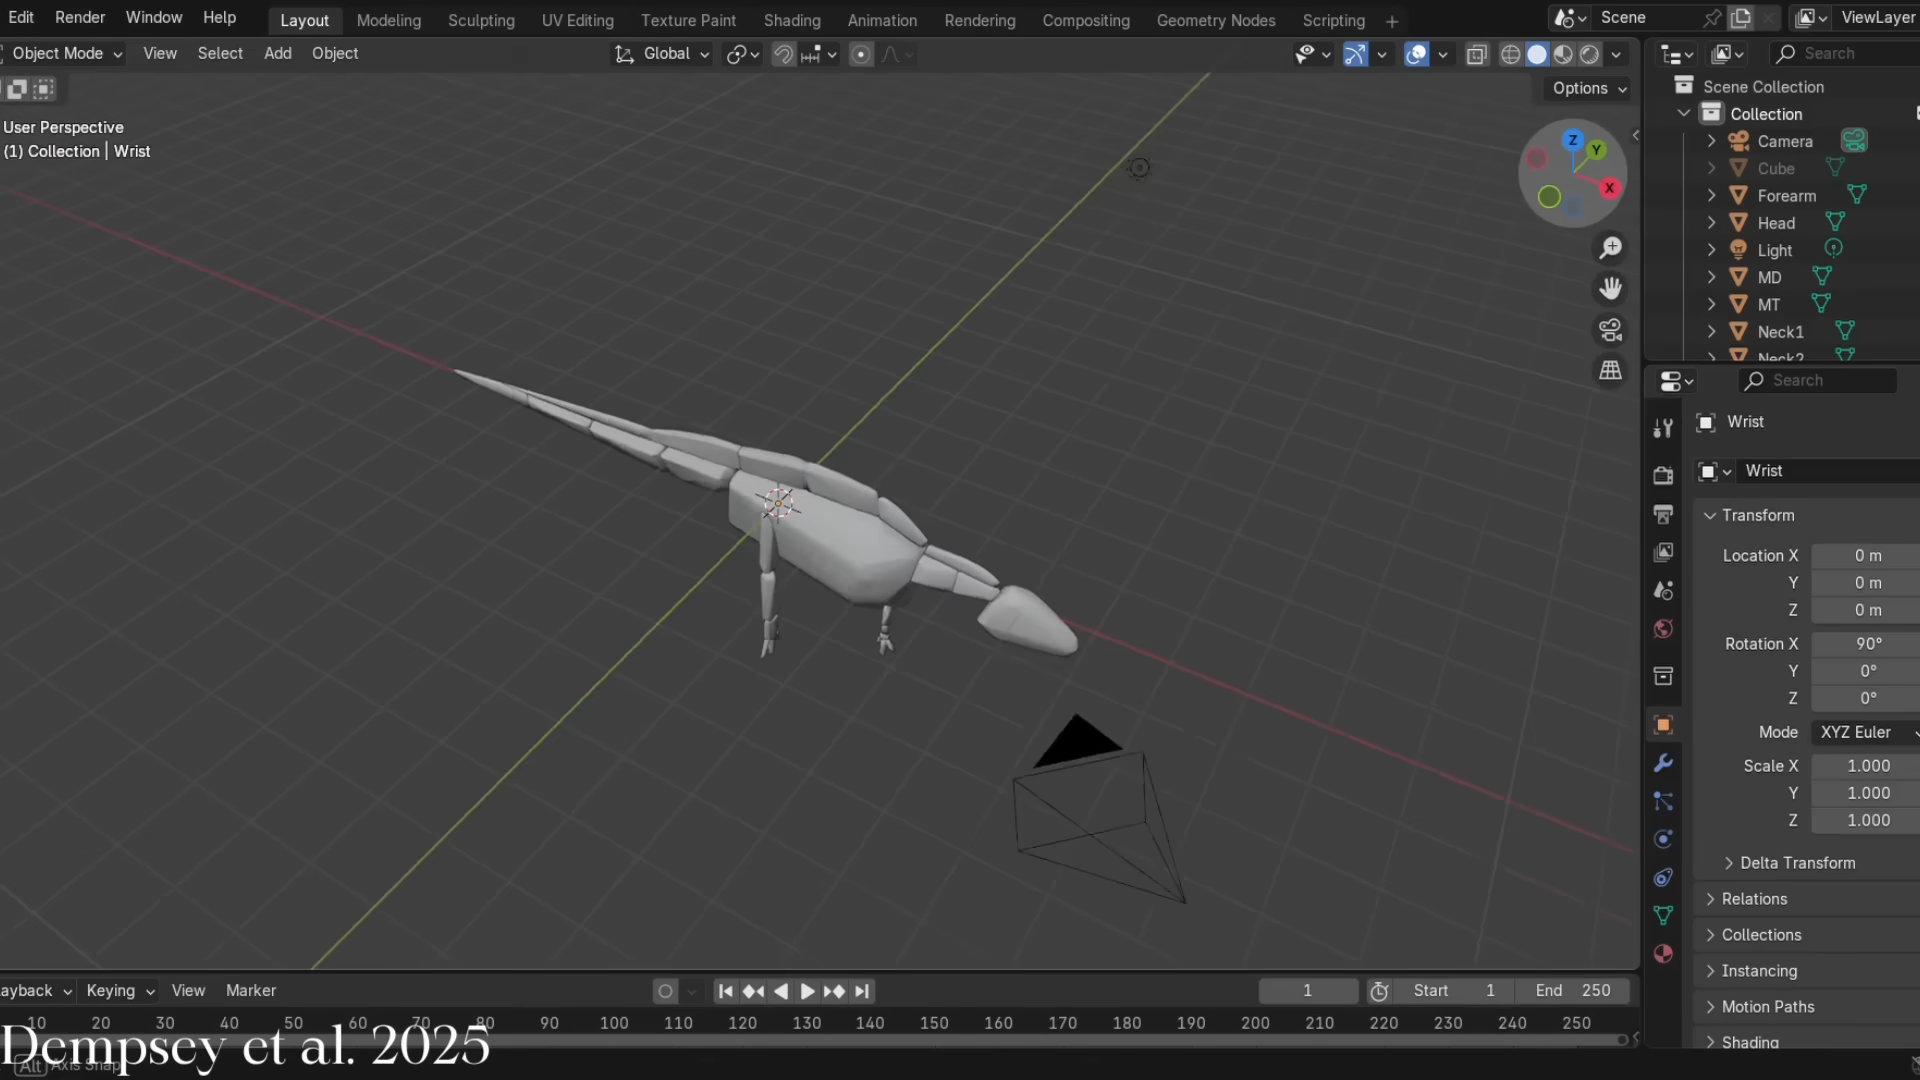 Edit Render Window Help Layout Modeling Sculpting UV Editing Texture Paint Shading Animation Rendering Compositing Geometry Nodes Scripting Scene ViewLayer
Object Mode View Select Add Object Global Search
Options
User Perspective
(1) Collection | Wrist
Z
Y
X
Scene Collection
Collection
Camera
Cube
Forearm
Head
Light
MD
MT
Neck1
Neck2
Search
Wrist
Wrist
Transform
Location X 0 m
Y 0 m
Z 0 m
Rotation X 90°
Y 0°
Z 0°
Mode XYZ Euler
Scale X 1.000
Y 1.000
Z 1.000
Delta Transform
Relations
Collections
Instancing
Motion Paths
Shading
ayback Keying View Marker 1 Start 1 End 250
10 20 30 40 50 60 70 80 90 100 110 120 130 140 150 160 170 180 190 200 210 220 230 240 250
Dempsey et al. 2025
Alt Axis Snap